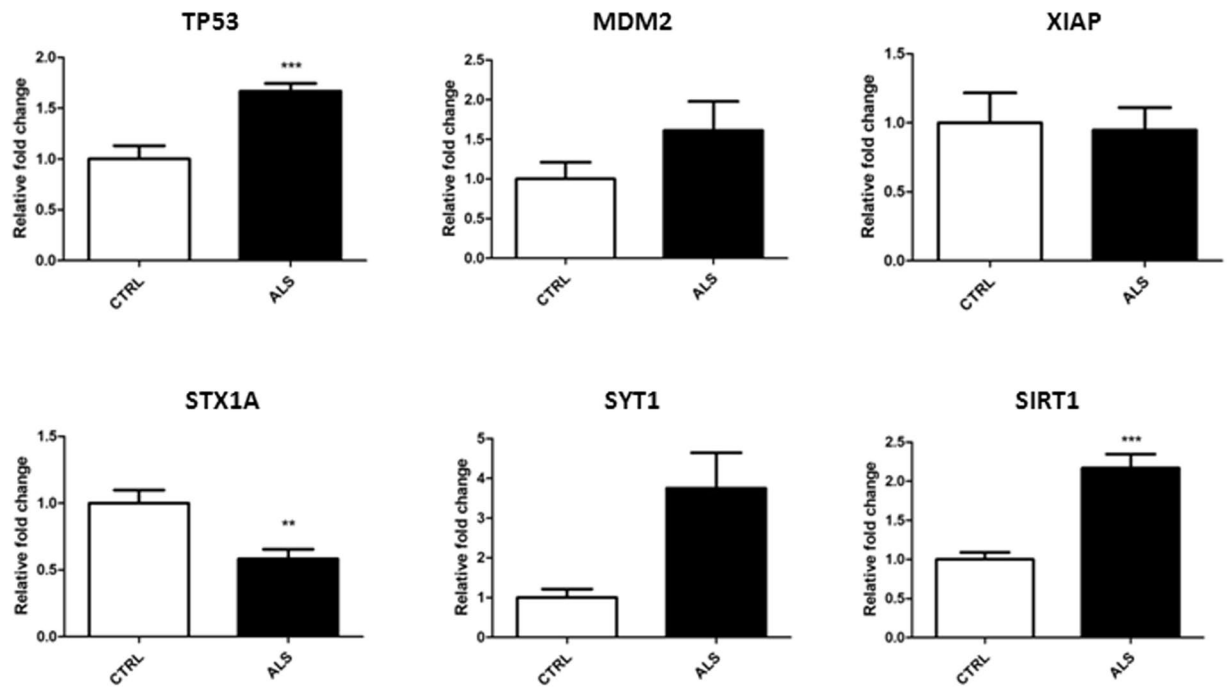 TP53
MDM2
XIAP
Relative fold change
2.0
1.5
1.0
0.5
0.0
***
CTRL
ALS
Relative fold change
2.5
2.0
1.5
1.0
0.5
0.0
CTRL
ALS
Relative fold change
1.5
1.0
0.5
0.0
CTRL
ALS
STX1A
SYT1
SIRT1
Relative fold change
1.5
1.0
0.5
0.0
**
CTRL
ALS
Relative fold change
5
4
3
2
1
0
CTRL
ALS
Relative fold change
2.5
2.0
1.5
1.0
0.5
0.0
***
CTRL
ALS